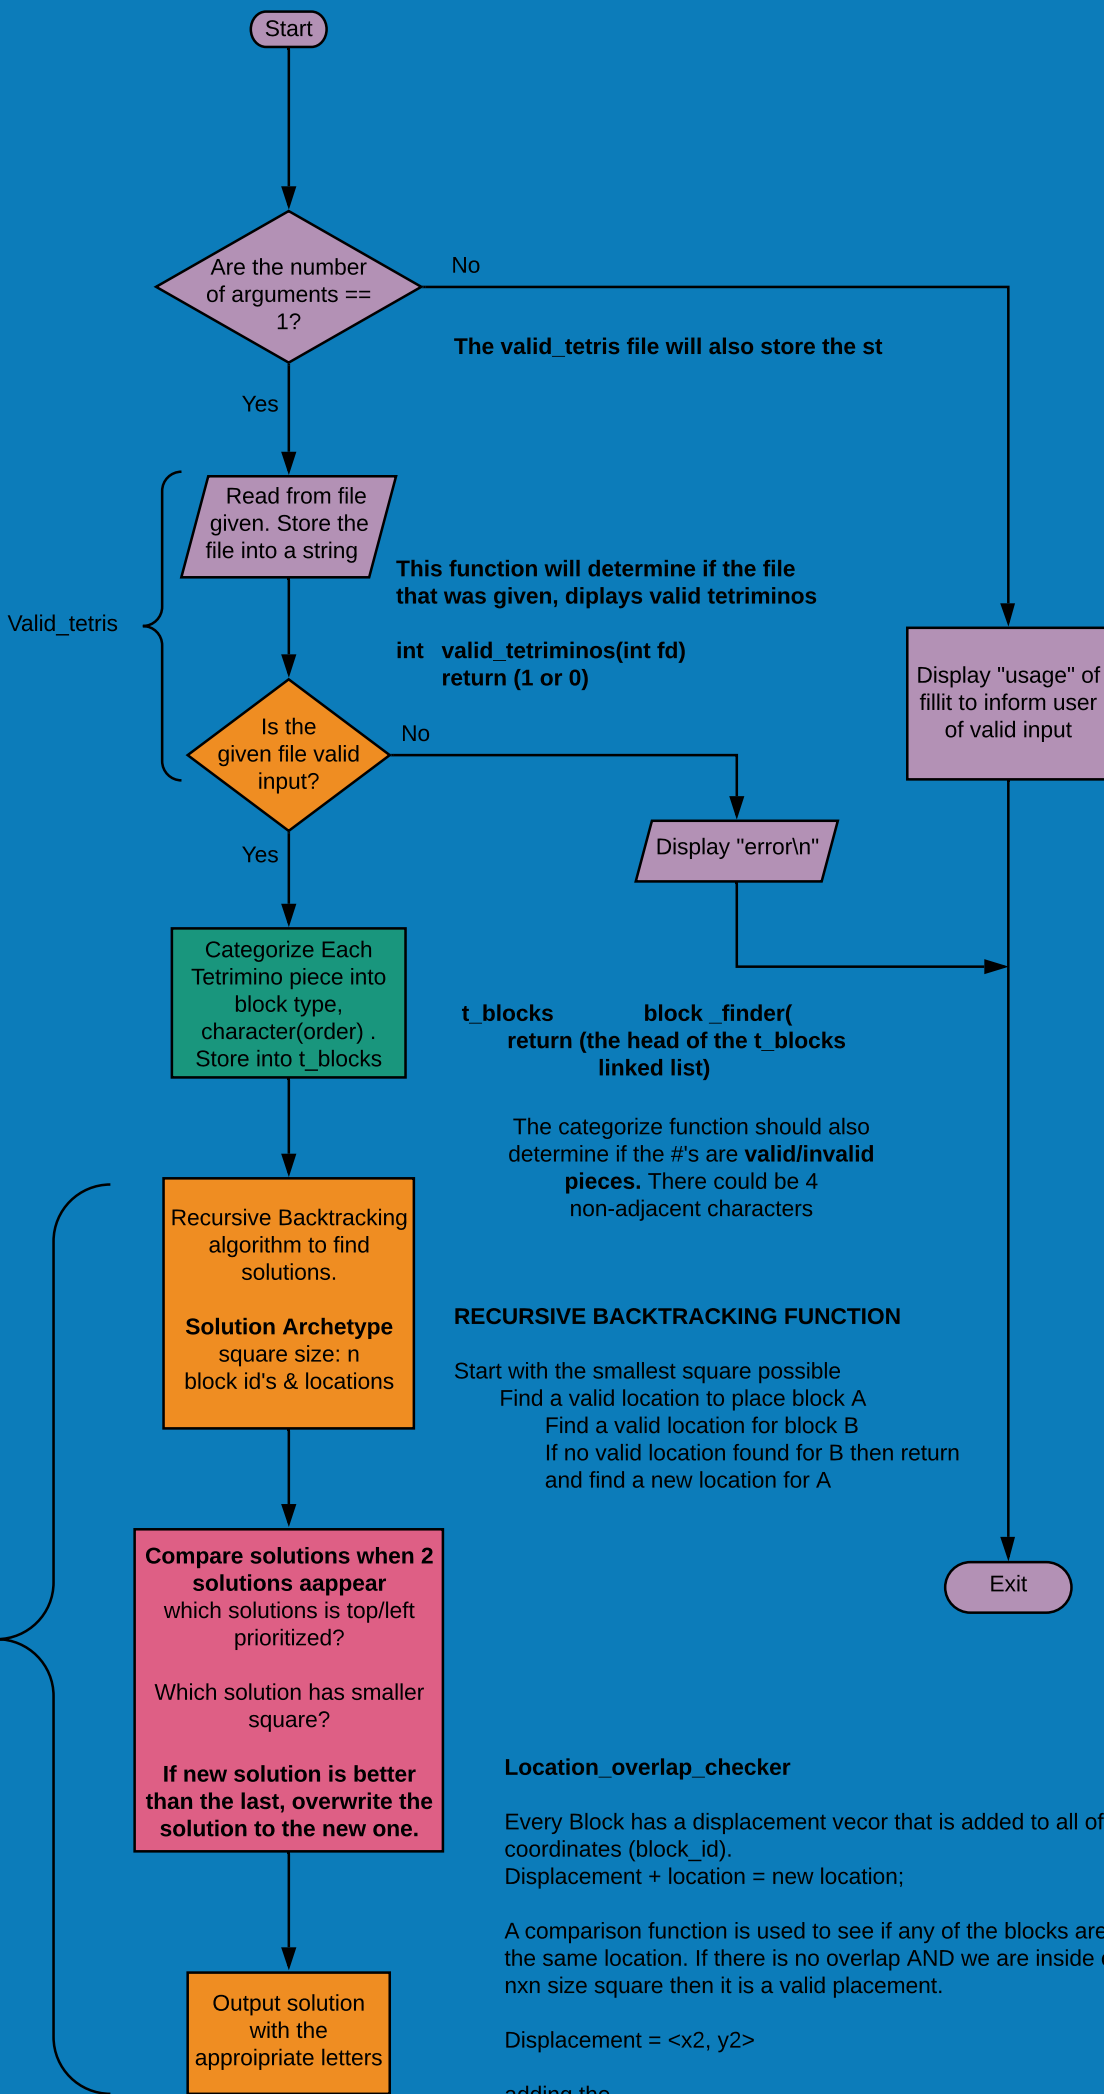 Start
Are the number
of arguments ==
1?
No
The valid_tetris file will also store the st
Yes
Read from file
given. Store the
file into a string
This function will determine if the file
that was given, diplays valid tetriminos
Valid_tetris
int valid_tetriminos(int fd)
return (1 or 0)
Display "usage" of
fillit to inform user
of valid input
Is the
given file valid
input?
No
Display "error\n"
Yes
Categorize Each
Tetrimino piece into
block type,
character(order) .
Store into t_blocks
t_blocks block _finder(
return (the head of the t_blocks
linked list)
The categorize function should also
determine if the #'s are valid/invalid
pieces. There could be 4
non-adjacent characters
Recursive Backtracking
algorithm to find
solutions.
Solution Archetype
square size: n
block id's & locations
RECURSIVE BACKTRACKING FUNCTION
Start with the smallest square possible
Find a valid location to place block A
Find a valid location for block B
If no valid location found for B then return
and find a new location for A
Compare solutions when 2
solutions aappear
which solutions is top/left
prioritized?
Which solution has smaller
square?
If new solution is better
than the last, overwrite the
solution to the new one.
Exit
Location_overlap_checker
Every Block has a displacement vecor that is added to all of
coordinates (block_id).
Displacement + location = new location;
A comparison function is used to see if any of the blocks are
the same location. If there is no overlap AND we are inside
nxn size square then it is a valid placement.
Displacement = <x2, y2>
adding the
Output solution
with the
approipriate letters